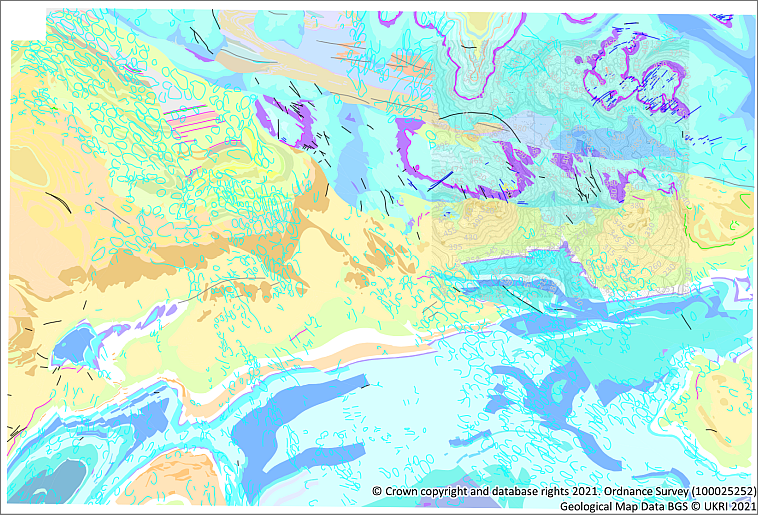 © Crown copyright and database rights 2021. Ordnance Survey (100025252)
Geological Map Data BGS © UKRI 2021